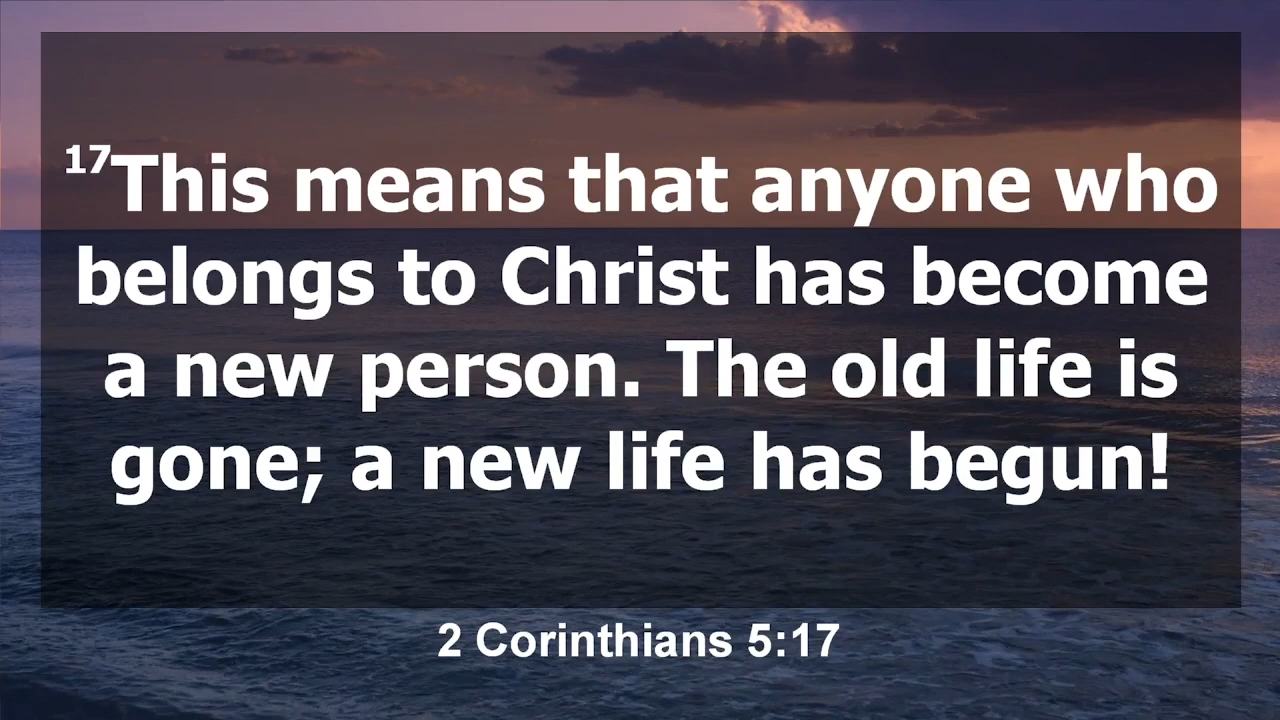 17This means that anyone who
belongs to Christ has become
a new person. The old life is
gone; a new life has begun!
2 Corinthians 5:17